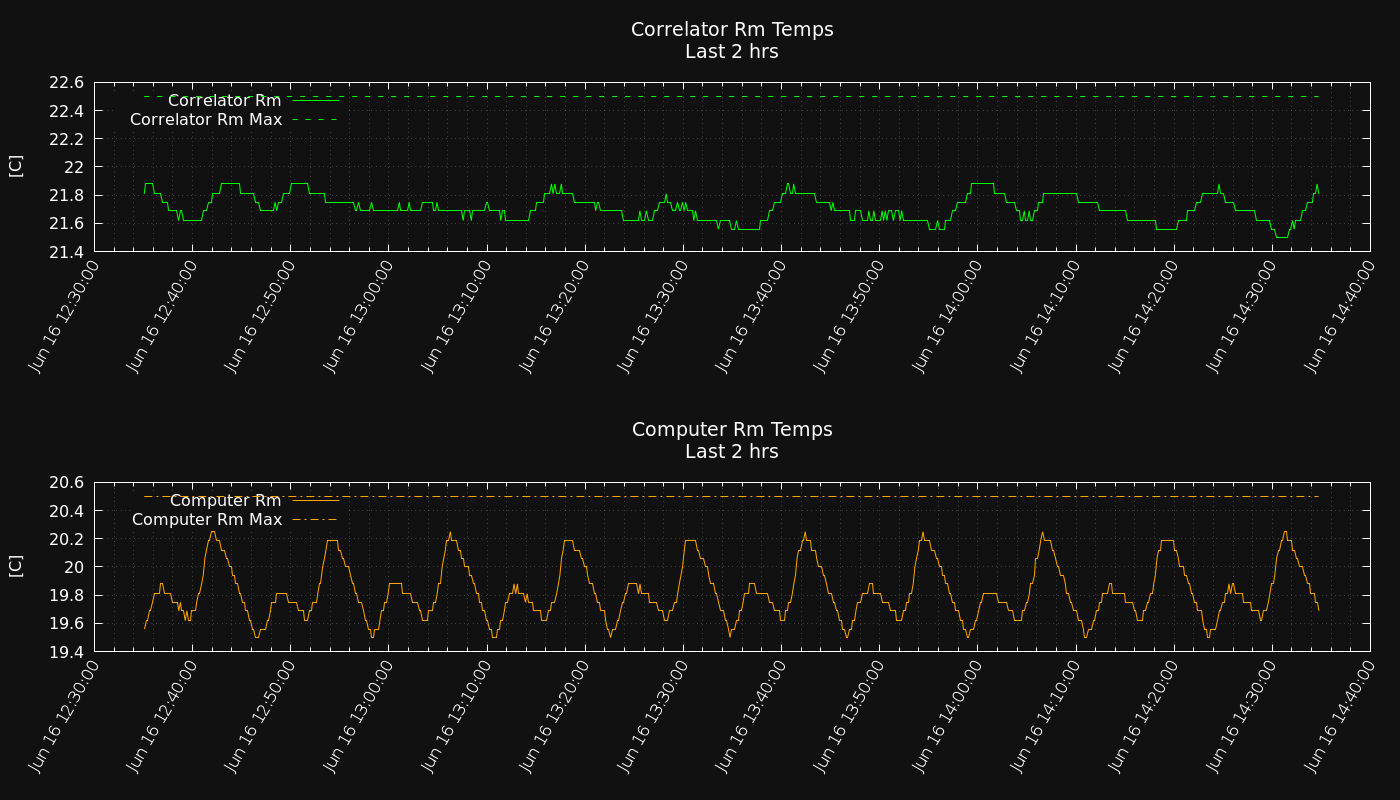 Correlator Rm Temps
Last 2 hrs
22.6
22.4
22.2
22
21.8
21.6
21.4
[C]
Correlator Rm
Correlator Rm Max
Jun 16 12:30:00
Jun 16 12:40:00
Jun 16 12:50:00
Jun 16 13:00:00
Jun 16 13:10:00
Jun 16 13:20:00
Jun 16 13:30:00
Jun 16 13:40:00
Jun 16 13:50:00
Jun 16 14:00:00
Jun 16 14:10:00
Jun 16 14:20:00
Jun 16 14:30:00
Jun 16 14:40:00
Computer Rm Temps
Last 2 hrs
20.6
20.4
20.2
20
19.8
19.6
19.4
[C]
Computer Rm
Computer Rm Max
Jun 16 12:30:00
Jun 16 12:40:00
Jun 16 12:50:00
Jun 16 13:00:00
Jun 16 13:10:00
Jun 16 13:20:00
Jun 16 13:30:00
Jun 16 13:40:00
Jun 16 13:50:00
Jun 16 14:00:00
Jun 16 14:10:00
Jun 16 14:20:00
Jun 16 14:30:00
Jun 16 14:40:00